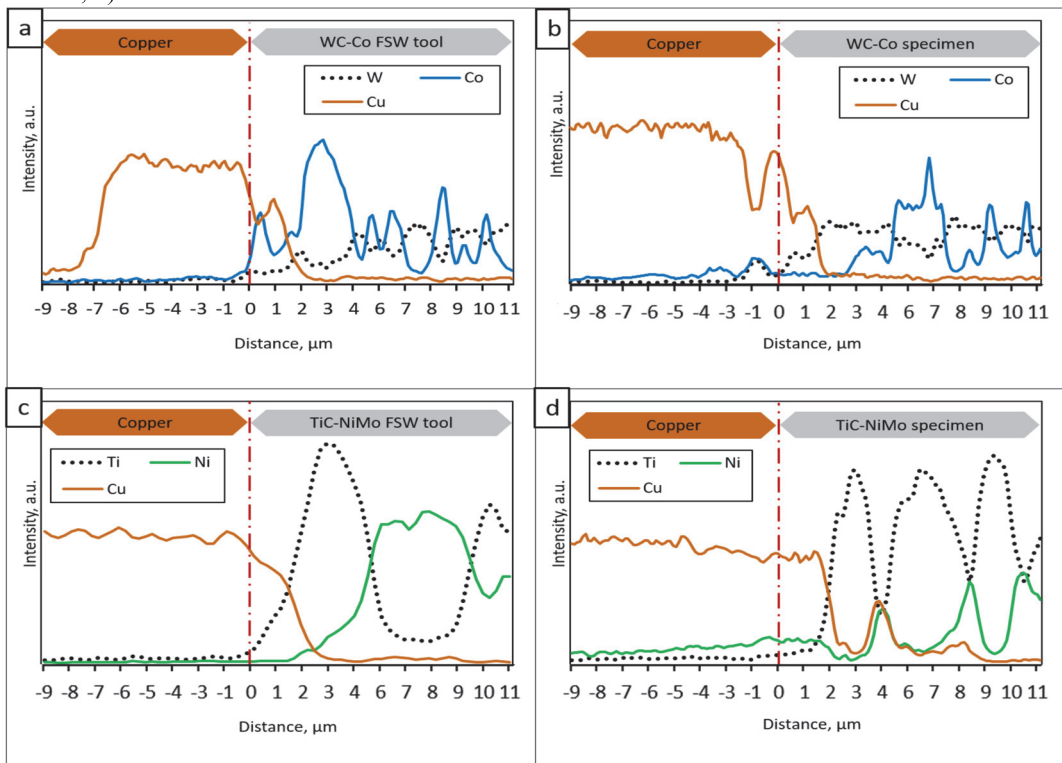 a
Copper
WC-Co FSW tool
W
Co
Cu
Intensity, a.u.
-9 -8 -7 -6 -5 -4 -3 -2 -1 0 1 2 3 4 5 6 7 8 9 10 11
Distance, µm
b
Copper
WC-Co specimen
W
Co
Cu
Intensity, a.u.
-9 -8 -7 -6 -5 -4 -3 -2 -1 0 1 2 3 4 5 6 7 8 9 10 11
Distance, µm
c
Copper
TiC-NiMo FSW tool
Ti
Ni
Cu
Intensity, a.u.
-9 -8 -7 -6 -5 -4 -3 -2 -1 0 1 2 3 4 5 6 7 8 9 10 11
Distance, µm
d
Copper
TiC-NiMo specimen
Ti
Ni
Cu
Intensity, a.u.
-9 -8 -7 -6 -5 -4 -3 -2 -1 0 1 2 3 4 5 6 7 8 9 10 11
Distance, µm